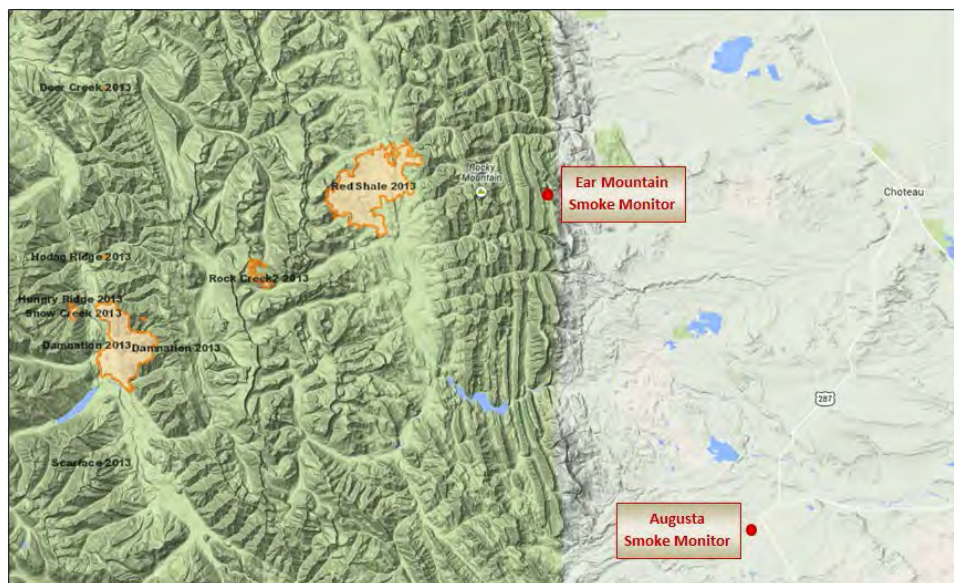 Deer Creek 2013
Red Shale 2013
Rocky
Mountain
Ear Mountain
Smoke Monitor
Choteau
Hodag Ridge 2013
Rock Creek2 2013
Hungry Ridge 2013
Snow Creek 2013
Damnation 2013
Damnation 2013
287
Scarface 2013
Augusta
Smoke Monitor